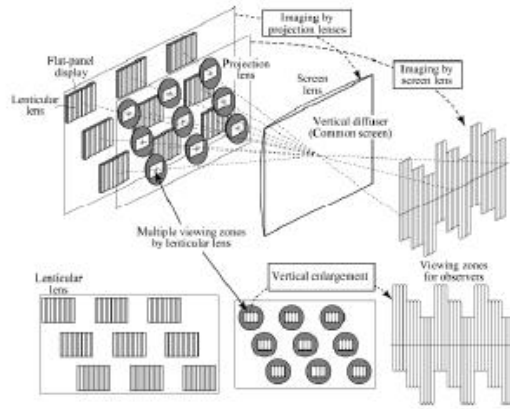 Imaging by
projection lenses
Flat-panel
display
Projection
lens
Screen
lens
Imaging by
screen lens
Lenticular
lens
Vertical diffuser
(Common screen)
Multiple viewing zones
by lenticular lens
Lenticular
lens
Vertical enlargement
Viewing zones
for observers